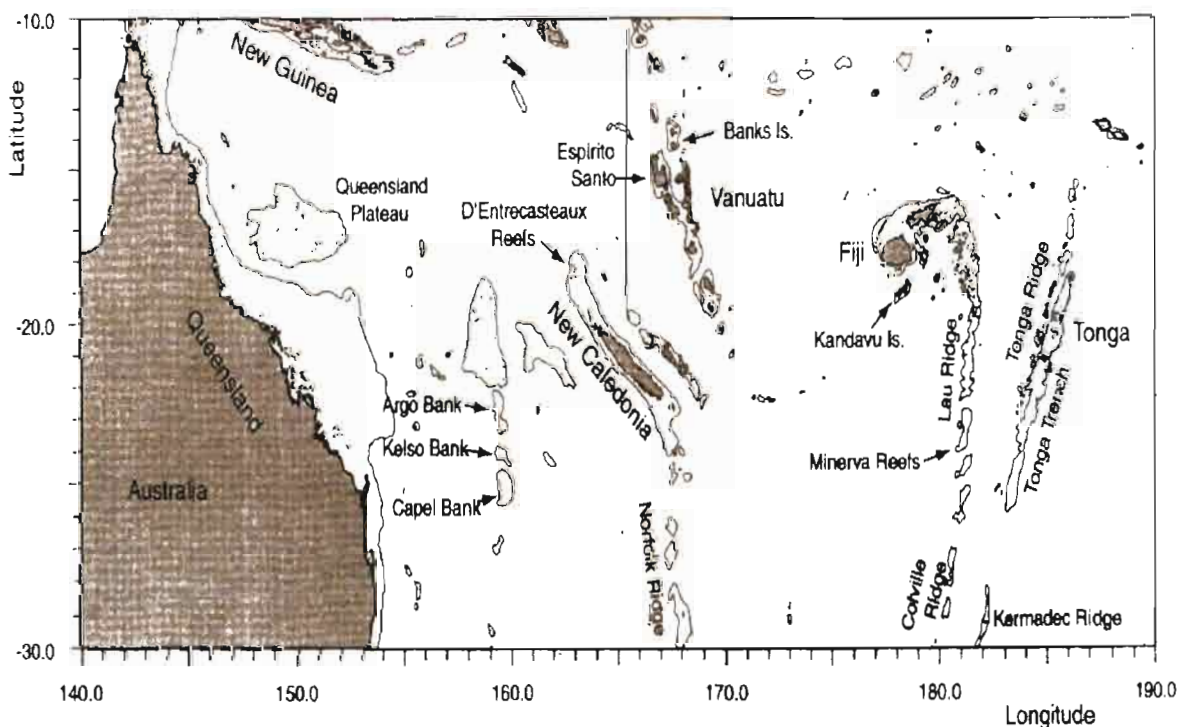 -10.0
Latitude
-20.0
-30.0
New Guinea
Queensland
Plateau
D'Entrecasteaux
Reefs
Espirito
Santo
Banks Is.
Vanuatu
Fiji
Kandavu Is.
Tonga Ridge
Tonga
Lau Ridge
Tonga Trench
Queensland
New Caledonia
Argo Bank
Kelso Bank
Capel Bank
Minerva Reefs
Australia
Norfolk Ridge
Colville
Ridge
Kermadec Ridge
140.0
150.0
160.0
170.0
180.0
190.0
Longitude